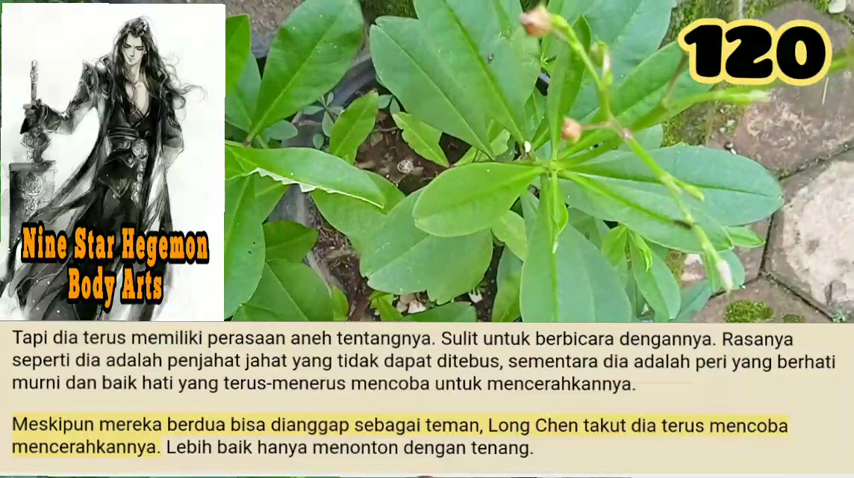 120
Nine Star Hegemon
Body Arts
Tapi dia terus memiliki perasaan aneh tentangnya. Sulit untuk berbicara dengannya. Rasanya
seperti dia adalah penjahat jahat yang tidak dapat ditebus, sementara dia adalah peri yang berhati
murni dan baik hati yang terus-menerus mencoba untuk mencerahkannya.
Meskipun mereka berdua bisa dianggap sebagai teman, Long Chen takut dia terus mencoba
mencerahkannya. Lebih baik hanya menonton dengan tenang.